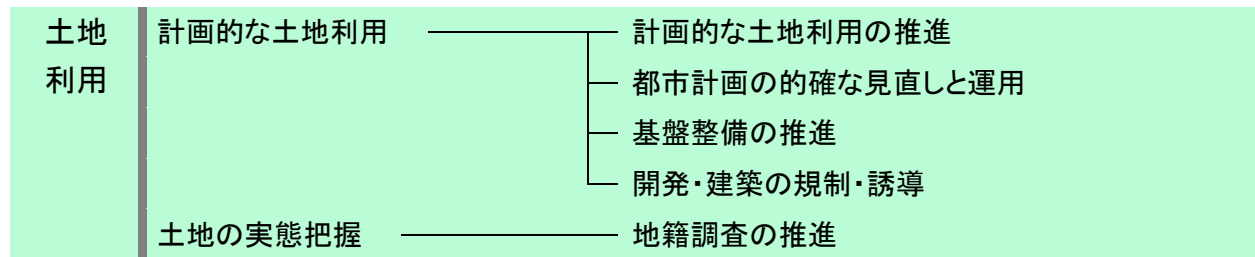 土地
利用
計画的な土地利用
計画的な土地利用の推進
都市計画の的確な見直しと運用
基盤整備の推進
開発・建築の規制・誘導
土地の実態把握
地籍調査の推進